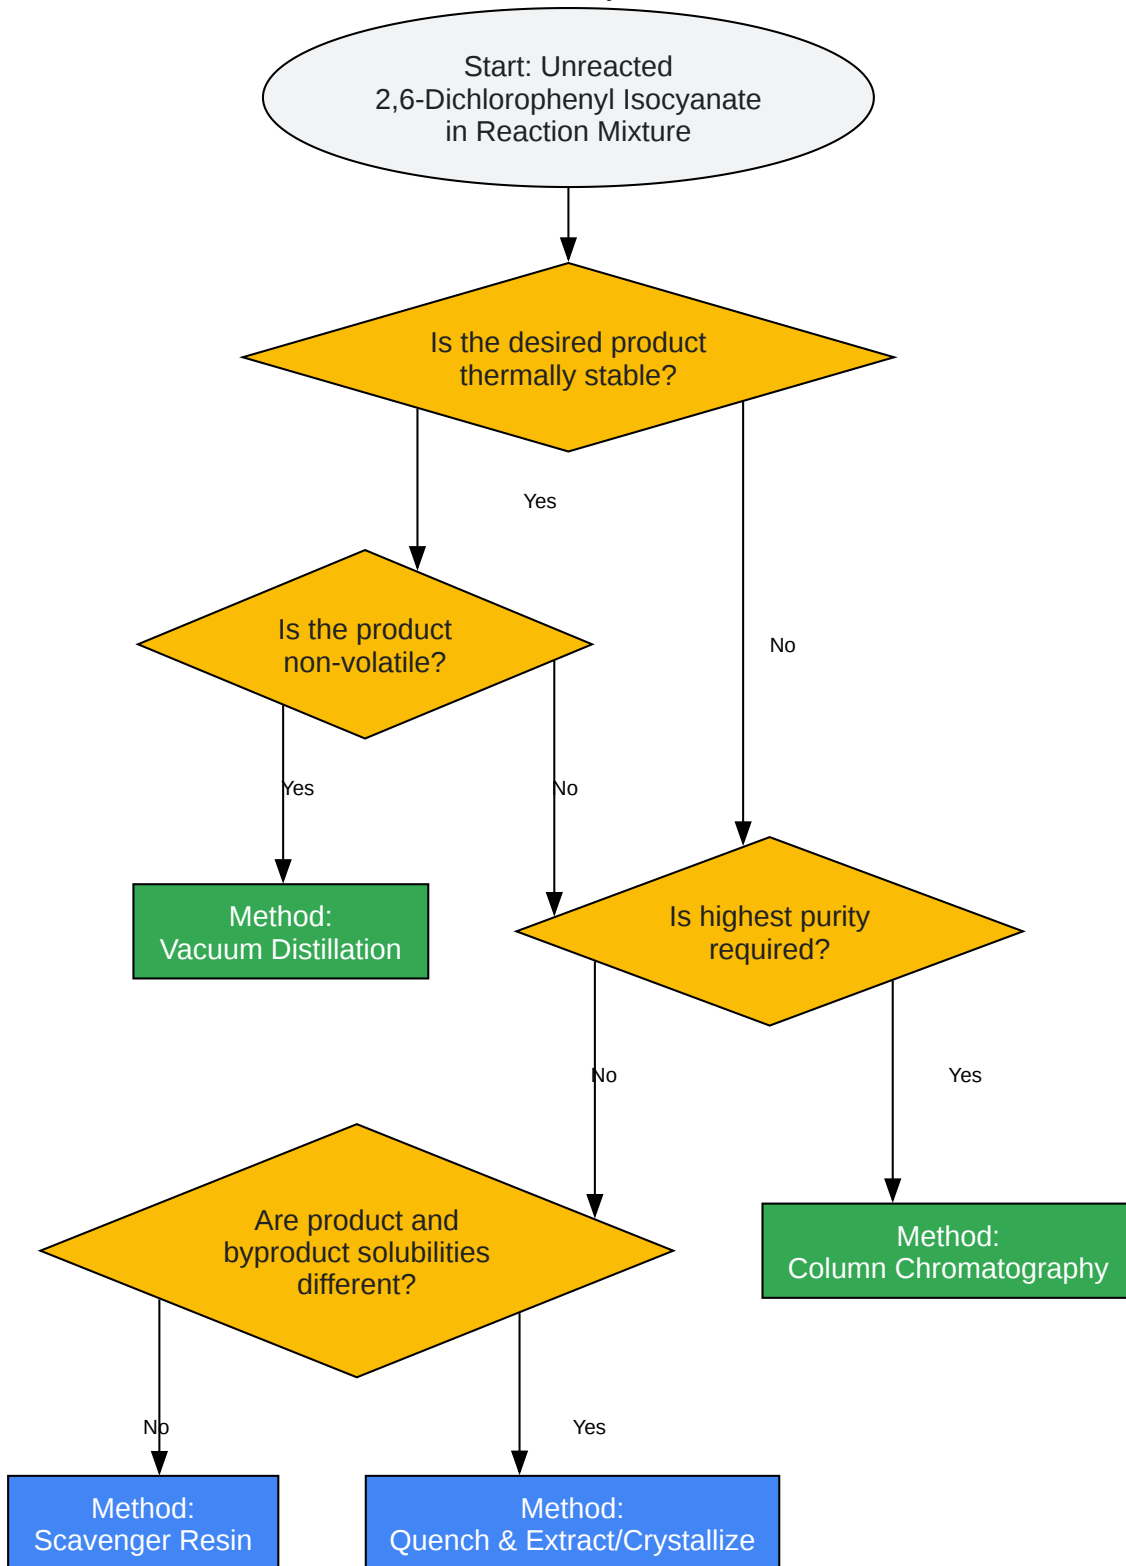 Start: Unreacted
2,6-Dichlorophenyl Isocyanate
in Reaction Mixture
Is the desired product
thermally stable?
Yes
Is the product
non-volatile?
No
Yes
No
Method:
Vacuum Distillation
Is highest purity
required?
No
Yes
Are product and
byproduct solubilities
different?
Method:
Column Chromatography
No
Yes
Method:
Scavenger Resin
Method:
Quench & Extract/Crystallize